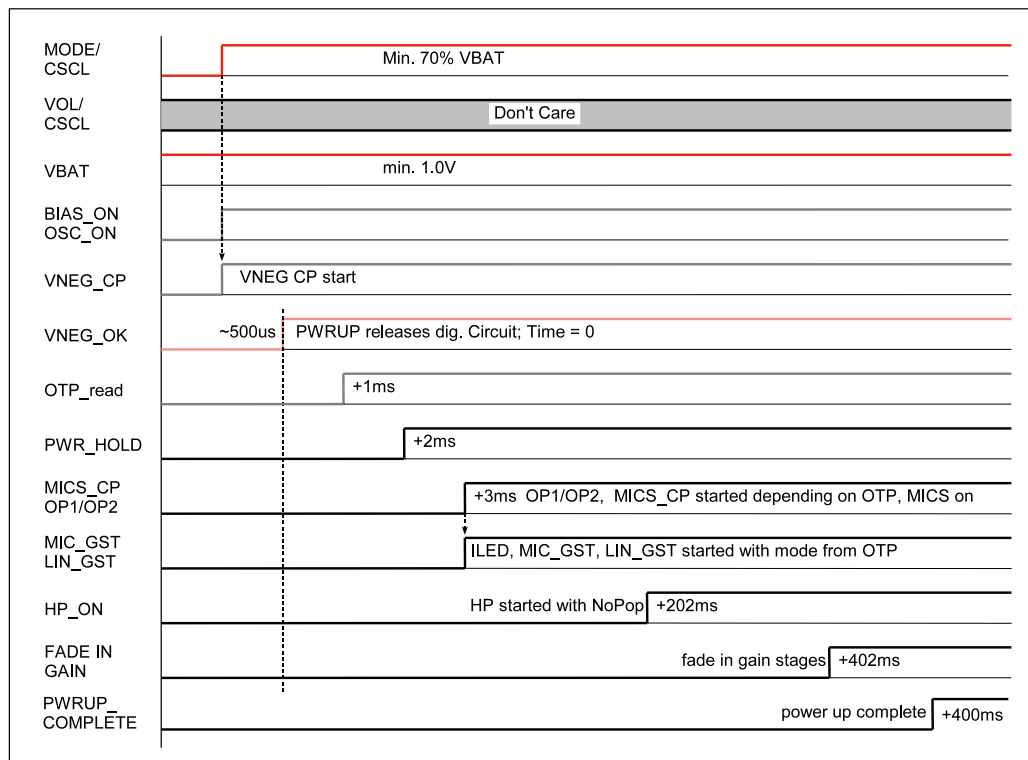 MODE/
CSCL
Min. 70% VBAT
VOL/
CSCL
Don't Care
VBAT
min. 1.0V
BIAS_ON
OSC_ON
VNEG_CP
VNEG CP start
VNEG_OK
~500us
PWRUP releases dig. Circuit; Time = 0
OTP_read
+1ms
PWR_HOLD
+2ms
MICS_CP
OP1/OP2
+3ms OP1/OP2, MICS_CP started depending on OTP, MICS on
MIC_GST
LIN_GST
ILED, MIC_GST, LIN_GST started with mode from OTP
HP_ON
HP started with NoPop
+202ms
FADE IN
GAIN
fade in gain stages
+402ms
PWRUP_
COMPLETE
power up complete
+400ms